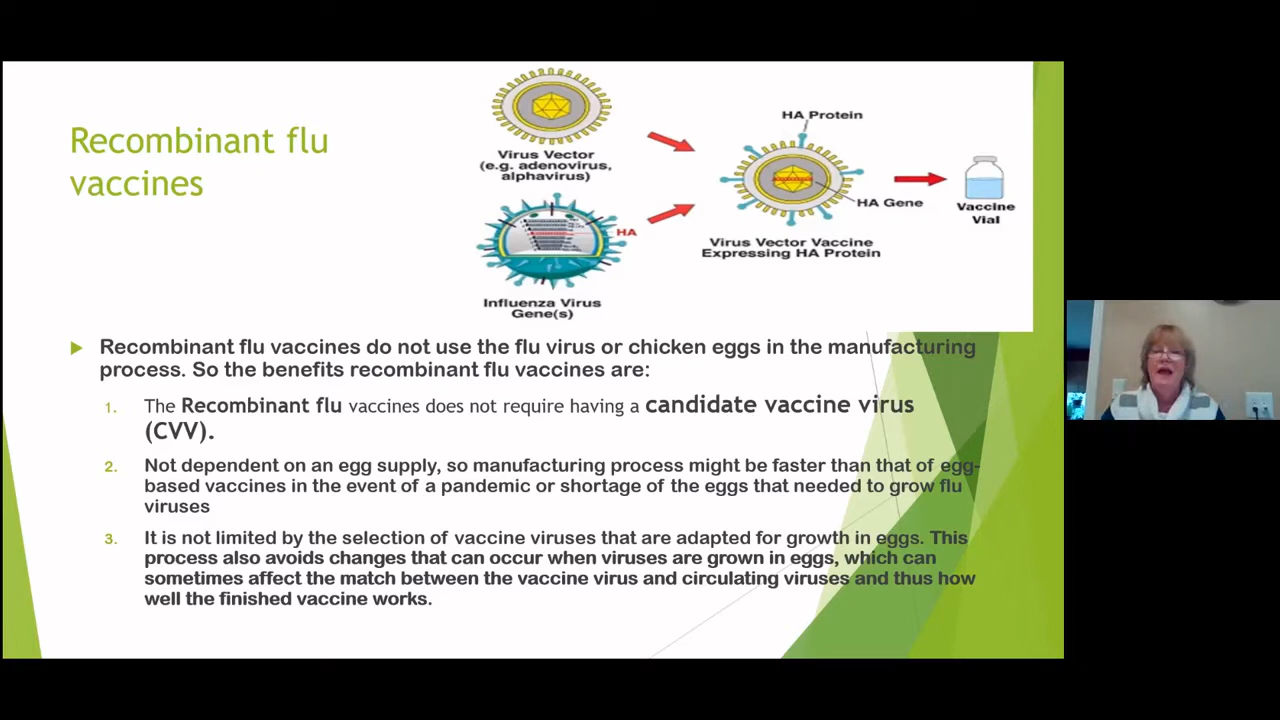 Recombinant flu
vaccines
Virus Vector
(e.g. adenovirus,
alphavirus)
HA
Influenza Virus
Gene(s)
HA Protein
HA Gene
Virus Vector Vaccine
Expressing HA Protein
Vaccine
Vial
Recombinant flu vaccines do not use the flu virus or chicken eggs in the manufacturing
process. So the benefits recombinant flu vaccines are:
1. The Recombinant flu vaccines does not require having a candidate vaccine virus
(CVV).
2. Not dependent on an egg supply, so manufacturing process might be faster than that of egg-
based vaccines in the event of a pandemic or shortage of the eggs that needed to grow flu
viruses
3. It is not limited by the selection of vaccine viruses that are adapted for growth in eggs. This
process also avoids changes that can occur when viruses are grown in eggs, which can
sometimes affect the match between the vaccine virus and circulating viruses and thus how
well the finished vaccine works.